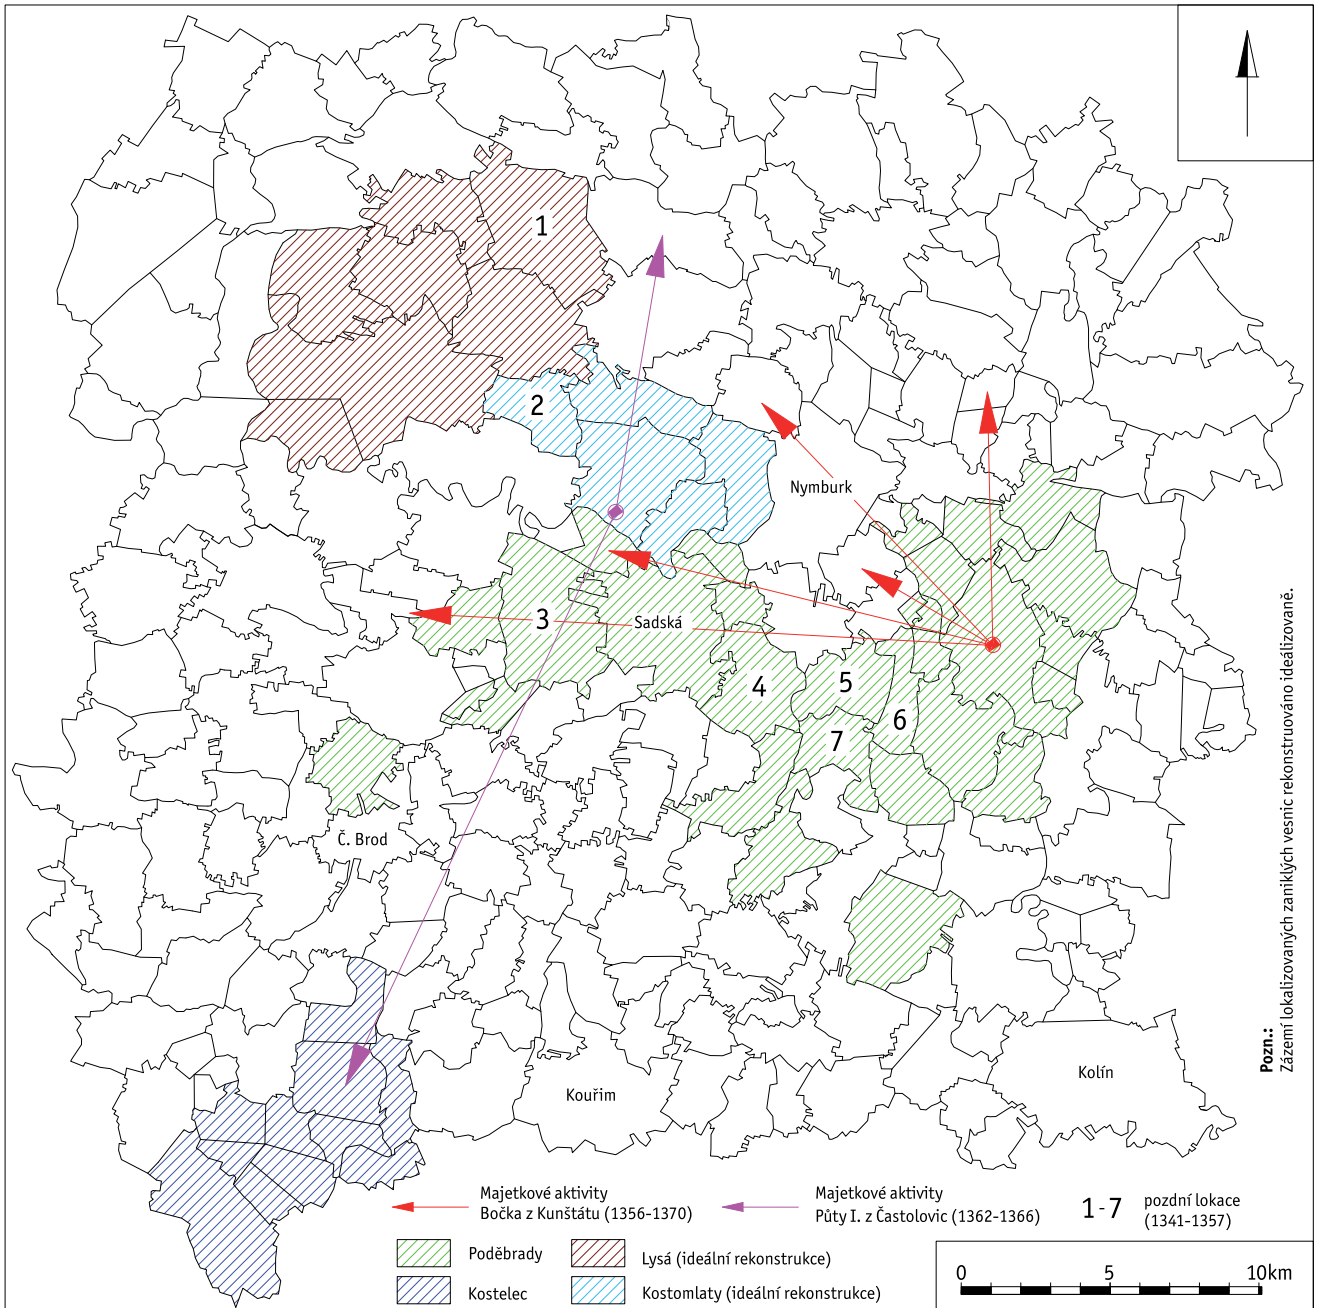 1
2
Nymburk
3
Sadská
4
5
6
7
Č. Brod
Kouřim
Kolín
Pozn.:
Zázemí lokalizovaných zaniklých vesnic rekonstruováno ideálizovaně.
Majetkové aktivity
Bočka z Kunštátu (1356-1370)
Majetkové aktivity
Půty I. z Častolovic (1362-1366)
1-7 pozdní lokace
(1341-1357)
Poděbrady
Lysá (ideální rekonstrukce)
Kostelec
Kostomlaty (ideální rekonstrukce)
0 5 10km